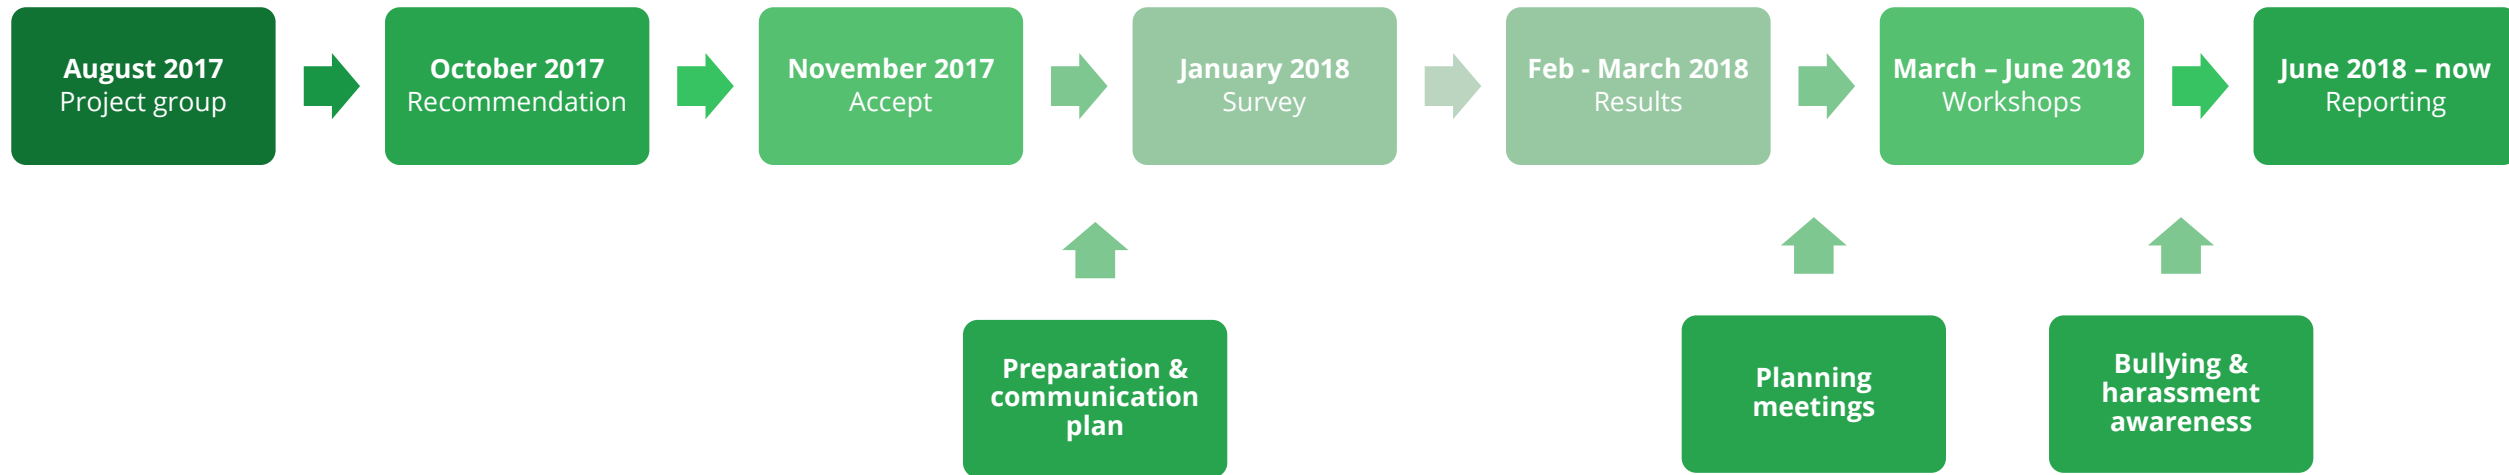 August 2017
Project group
October 2017
Recommendation
November 2017
Accept
January 2018
Survey
Feb - March 2018
Results
March – June 2018
Workshops
June 2018 – now
Reporting
Preparation &
communication
plan
Planning
meetings
Bullying &
harassment
awareness